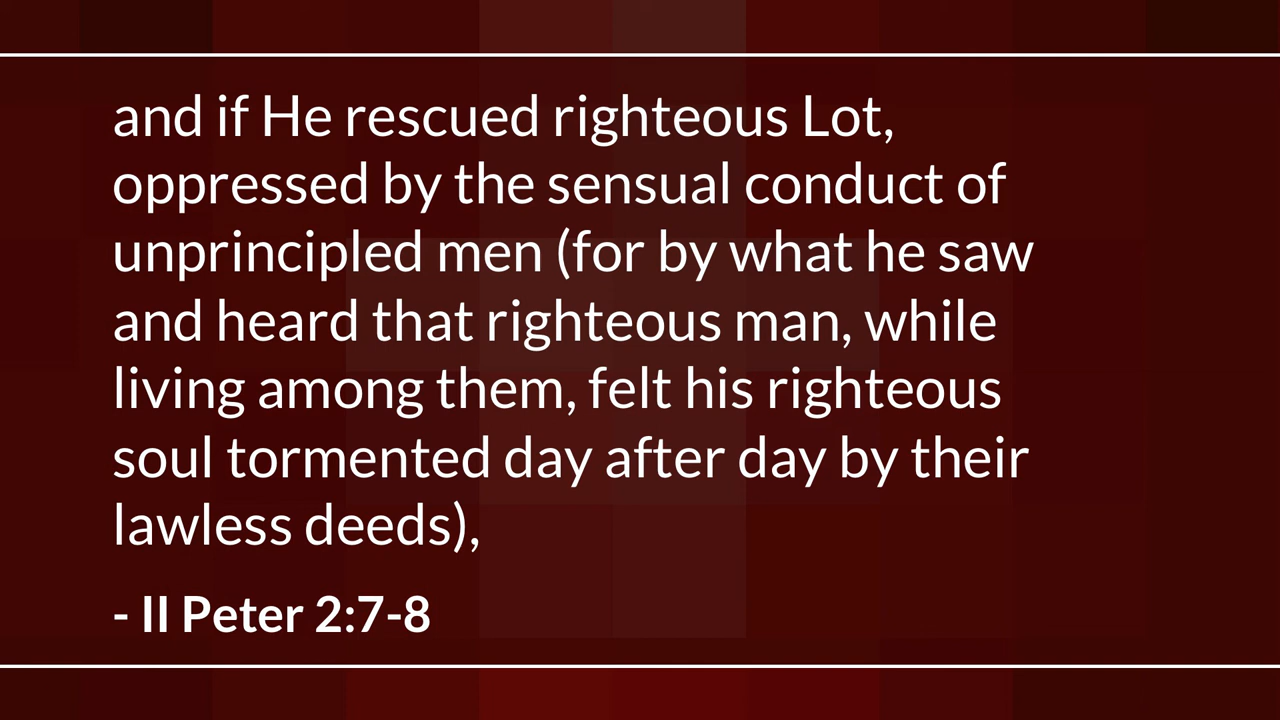 and if He rescued righteous Lot,
oppressed by the sensual conduct of
unprincipled men (for by what he saw
and heard that righteous man, while
living among them, felt his righteous
soul tormented day after day by their
lawless deeds),
- II Peter 2:7-8